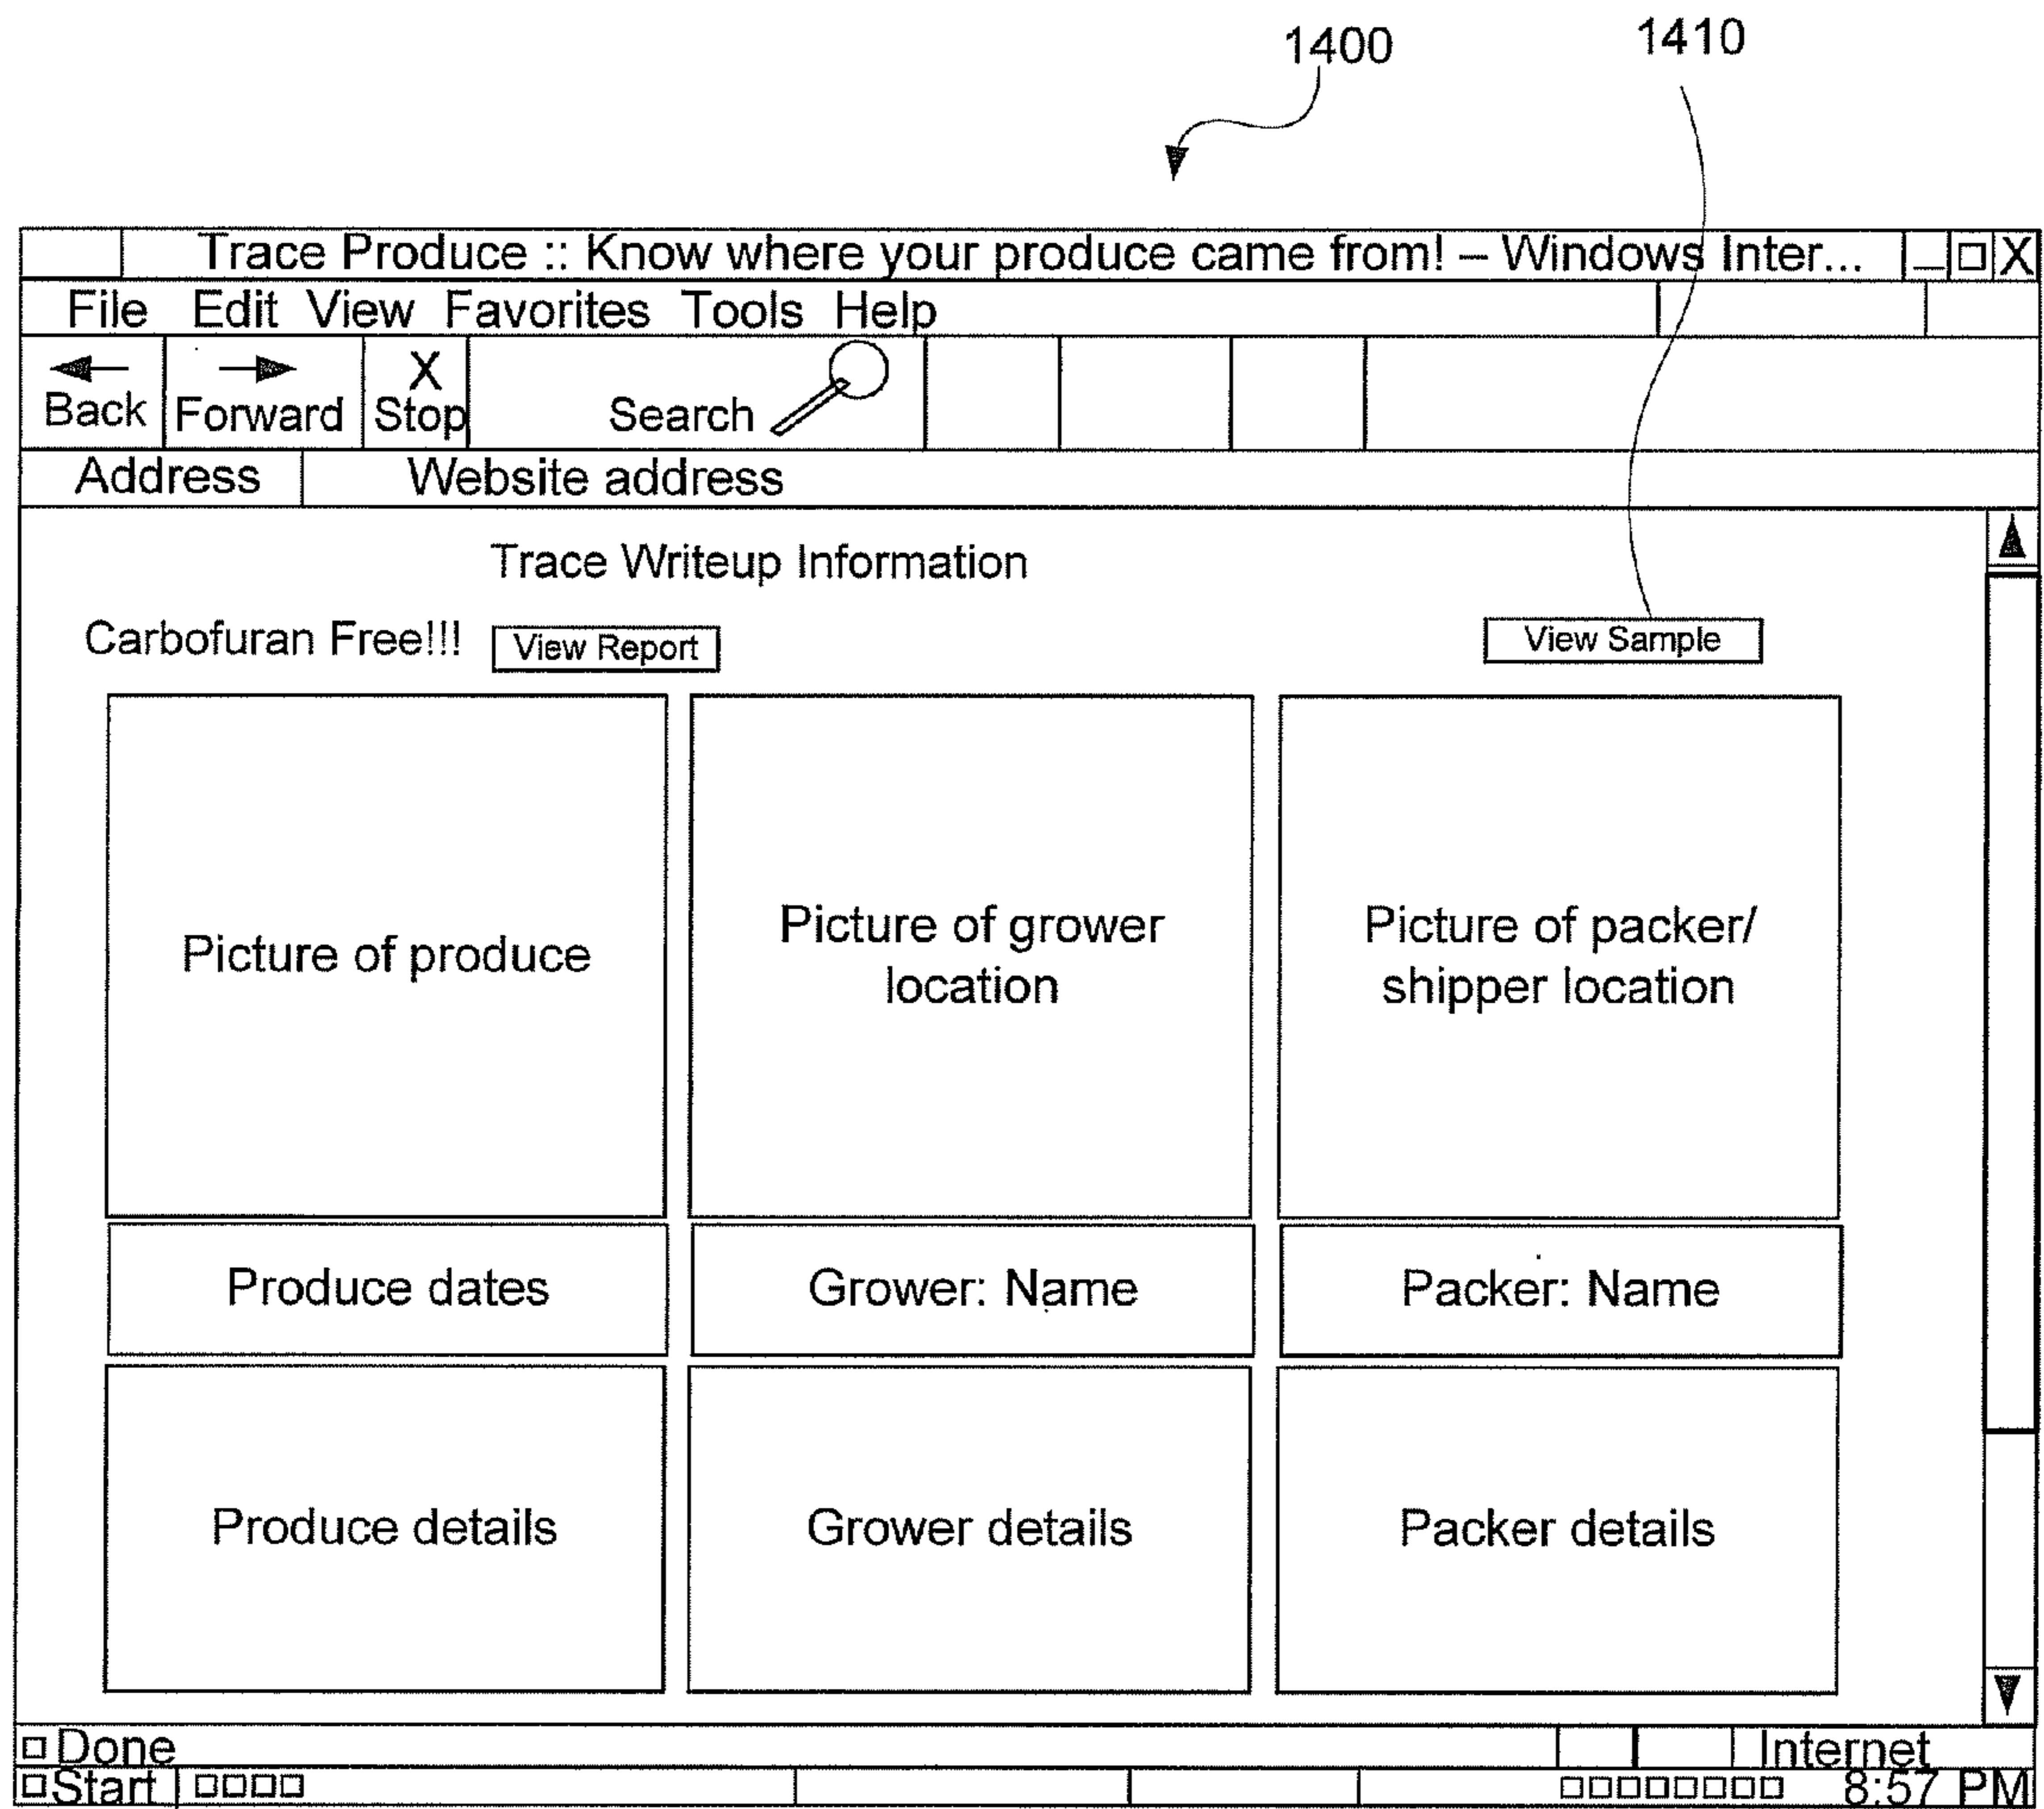 1400
1410
Trace Produce :: Know where your produce came from! – Windows Inter... _ X
File Edit View Favorites Tools Help
X
Back Forward Stop Search
Address Website address
Trace Writeup Information
Carbofuran Free!!! View Report View Sample
Picture of produce
Picture of grower
location
Picture of packer/
shipper location
Produce dates Grower: Name Packer: Name
Produce details Grower details Packer details
Done Internet
Start 8:57 PM